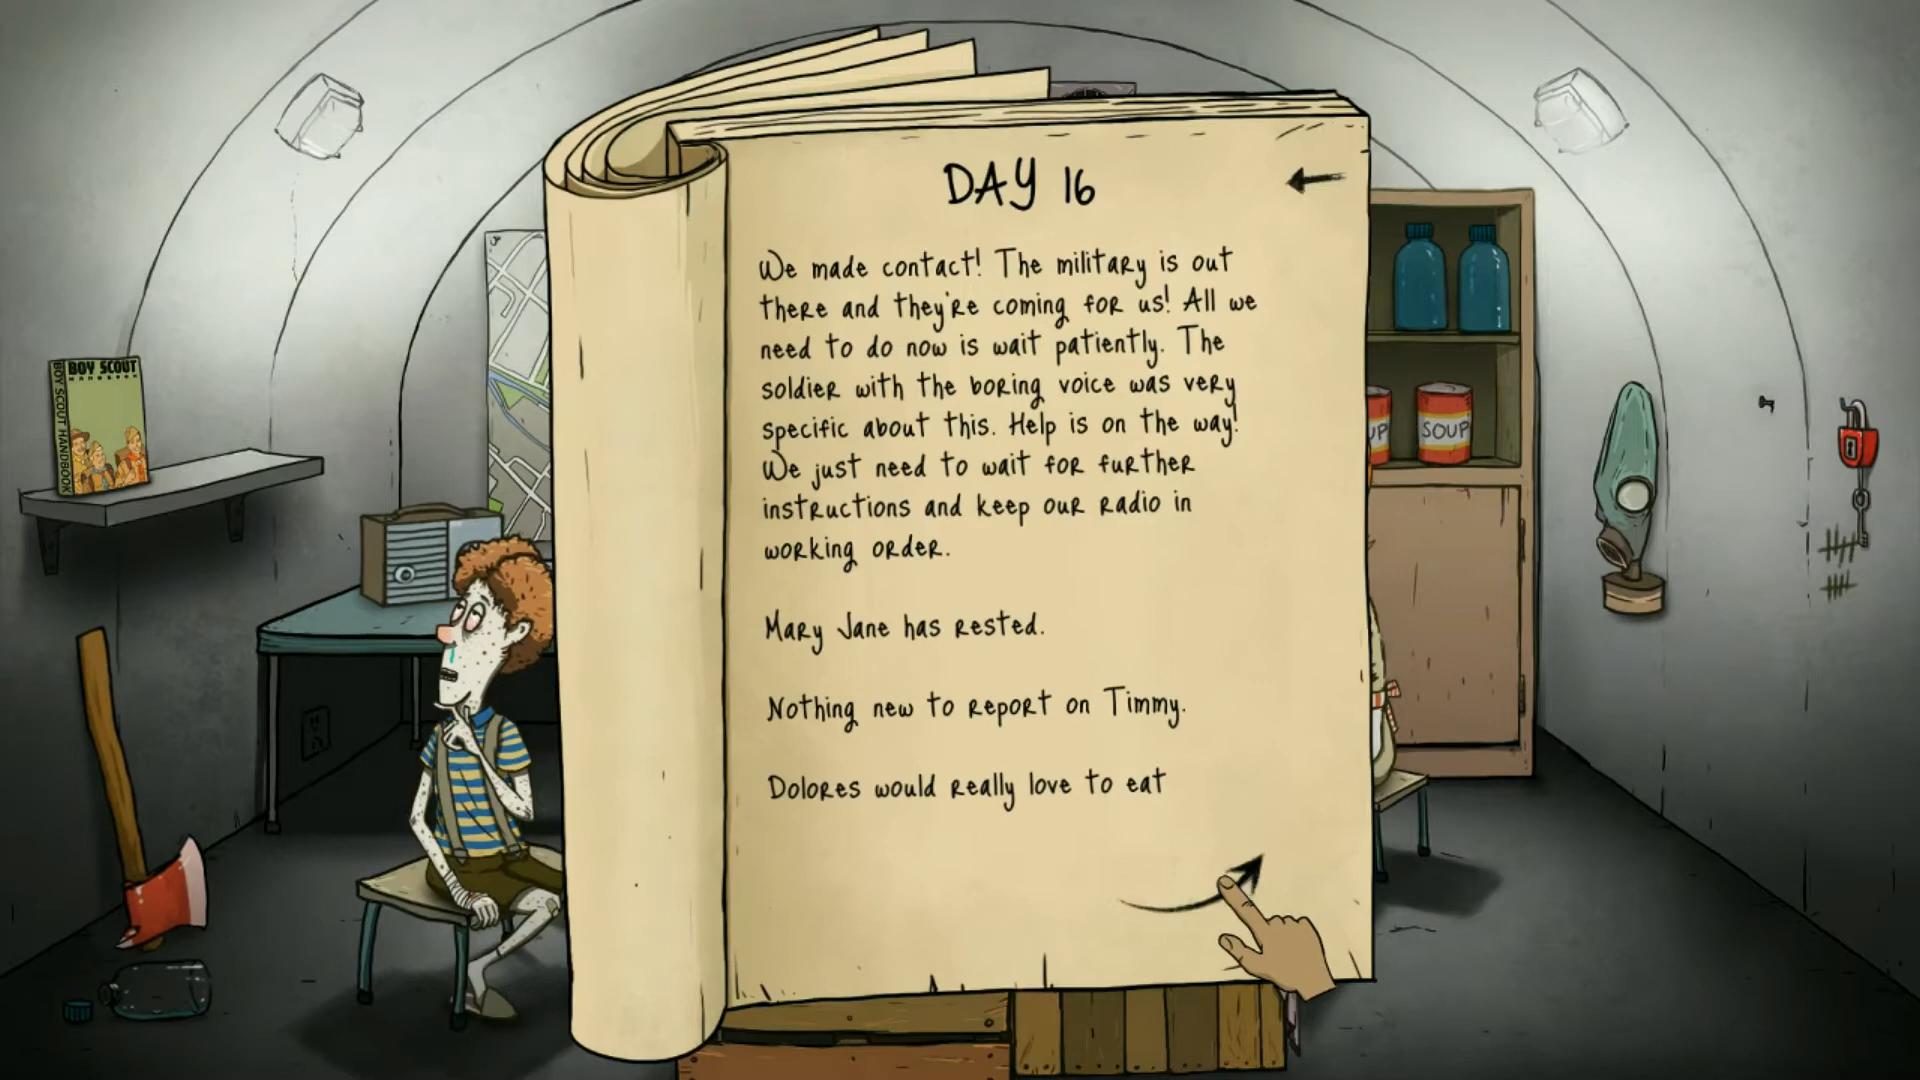 DAY 16
We made contact! The military is out
there and they're coming for us! All we
need to do now is wait patiently. The
soldier with the boring voice was very
specific about this. Help is on the way!
We just need to wait for further
instructions and keep our radio in
working order.
Mary Jane has rested.
Nothing new to report on Timmy.
Dolores would really love to eat
BOY SCOUT
HANDBOOK
BOY SCOUT HANDBOOK
UP
SOUP